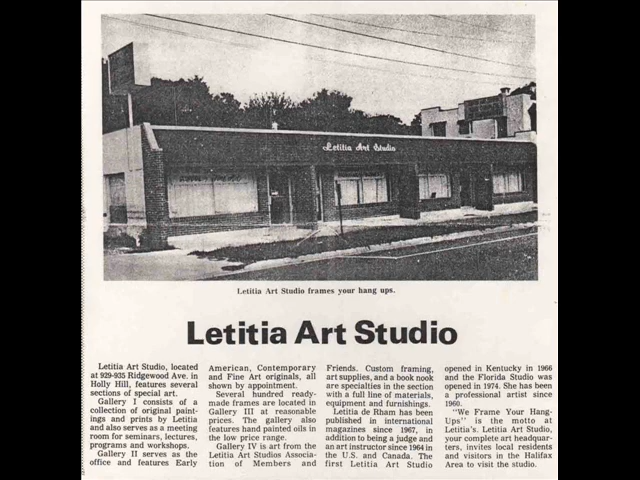 Letitia Art Studio
Letitia Art Studio frames your hang ups.
Letitia Art Studio
Letitia Art Studio, located
at 929-935 Ridgewood Ave. in
Holly Hill, features several
sections of special art.
Gallery I consists of a
collection of original paint-
ings and prints by Letitia
and also serves as a meeting
room for seminars, lectures,
programs and workshops.
Gallery II serves as the
office and features Early
American, Contemporary
and Fine Art originals, all
shown by appointment.
Several hundred ready-
made frames are located in
Gallery III at reasonable
prices. The gallery also
features hand painted oils in
the low price range.
Gallery IV is art from the
Letitia Art Studios Associa-
tion of Members and
Friends. Custom framing,
art supplies, and a book nook
are specialties in the section
with a full line of materials,
equipment and furnishings.
Letitia de Rham has been
published in international
magazines since 1967, in
addition to being a judge and
an art instructor since 1964 in
the U.S. and Canada. The
first Letitia Art Studio
opened in Kentucky in 1966
and the Florida Studio was
opened in 1974. She has been
a professional artist since
1960.
"We Frame Your Hang-
Ups" is the motto at
Letitia's. Letitia Art Studio,
your complete art headquar-
ters, invites local residents
and visitors in the Halifax
Area to visit the studio.